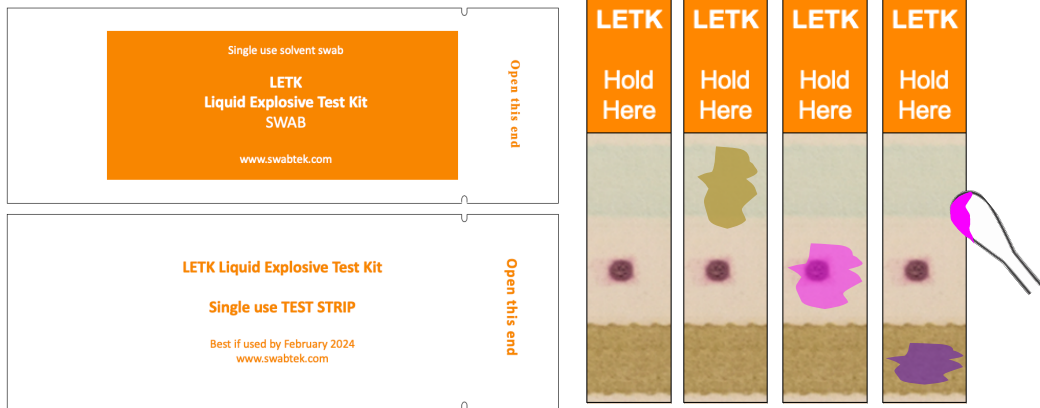 Single use solvent swab
LETK
Liquid Explosive Test Kit
SWAB
www.swabtek.com
Open this end
LETK Liquid Explosive Test Kit
Single use TEST STRIP
Best if used by February 2024
www.swabtek.com
Open this end
LETK
Hold
Here
LETK
Hold
Here
LETK
Hold
Here
LETK
Hold
Here